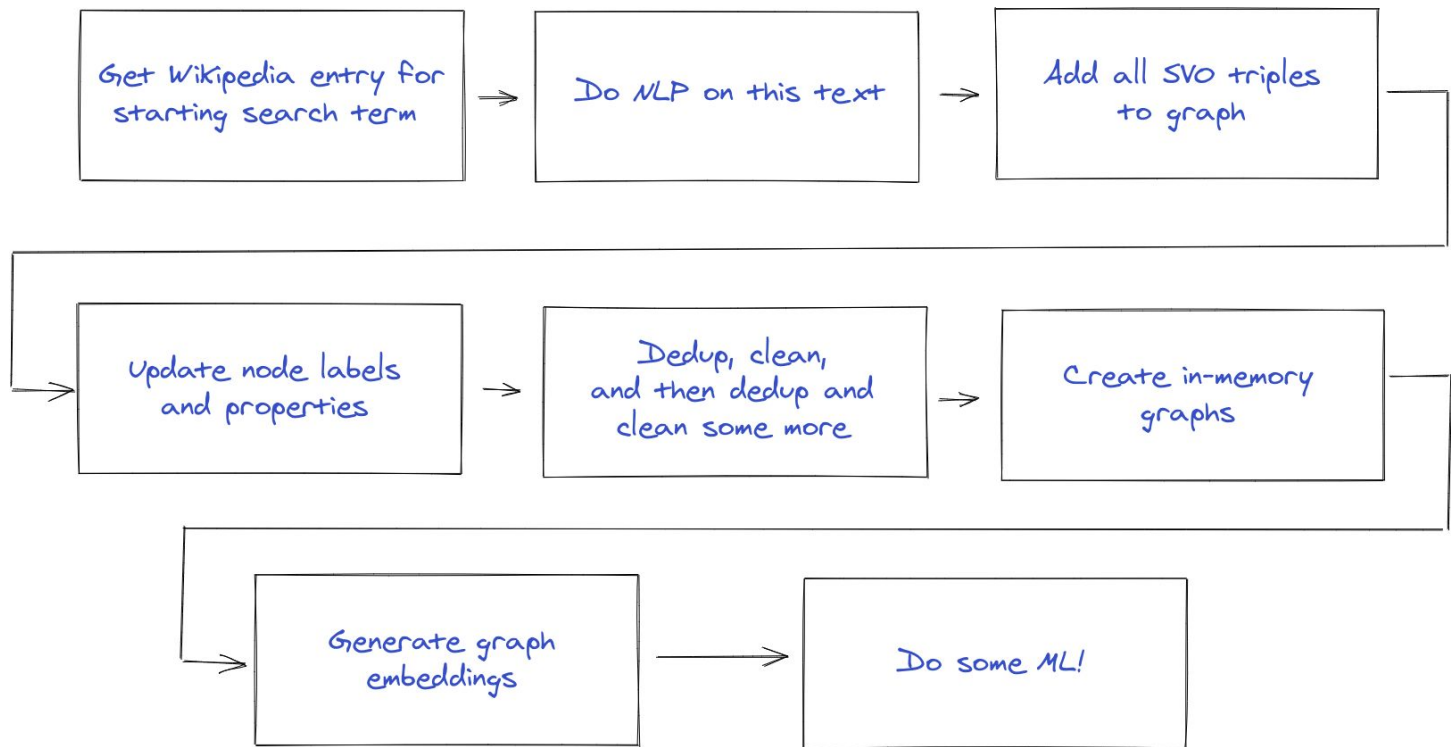 Get Wikipedia entry for
starting search term
Do NLP on this text
Add all SVO triples
to graph
Update node labels
and properties
Dedup, clean,
and then dedup and
clean some more
Create in-memory
graphs
Generate graph
embeddings
Do some ML!